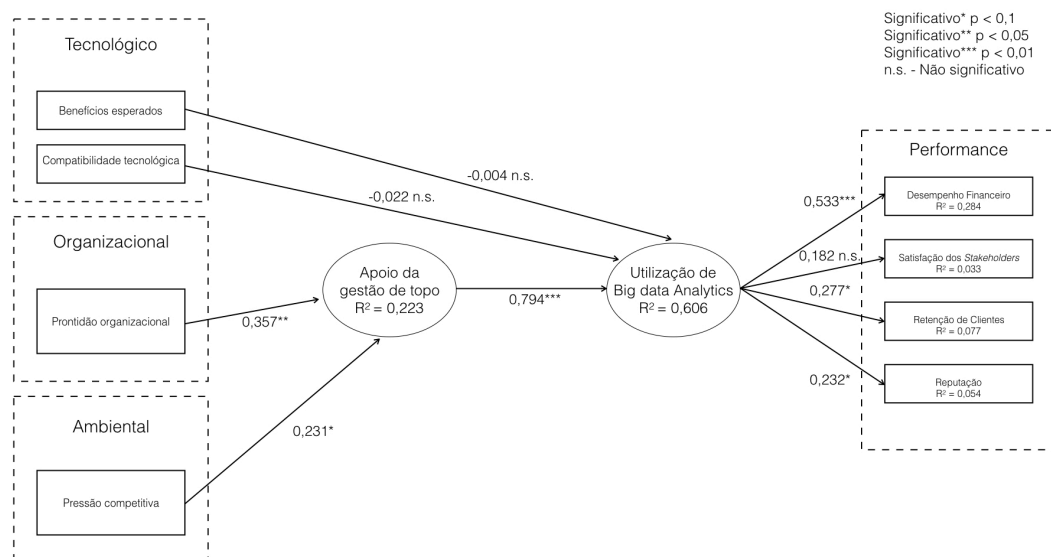 Significativo* p < 0,1
Significativo** p < 0,05
Significativo*** p < 0,01
n.s. - Não significativo
Tecnológico
Benefícios esperados
Compatibilidade tecnológica
-0,004 n.s.
-0,022 n.s.
Organizacional
Prontidão organizacional
0,357**
Ambiental
Pressão competitiva
0,231*
Apoio da
gestão de topo
R² = 0,223
0,794***
Utilização de
Big data Analytics
R² = 0,606
0,533***
0,182 n.s.
0,277*
0,232*
Performance
Desempenho Financeiro
R² = 0,284
Satisfação dos Stakeholders
R² = 0,033
Retenção de Clientes
R² = 0,077
Reputação
R² = 0,054